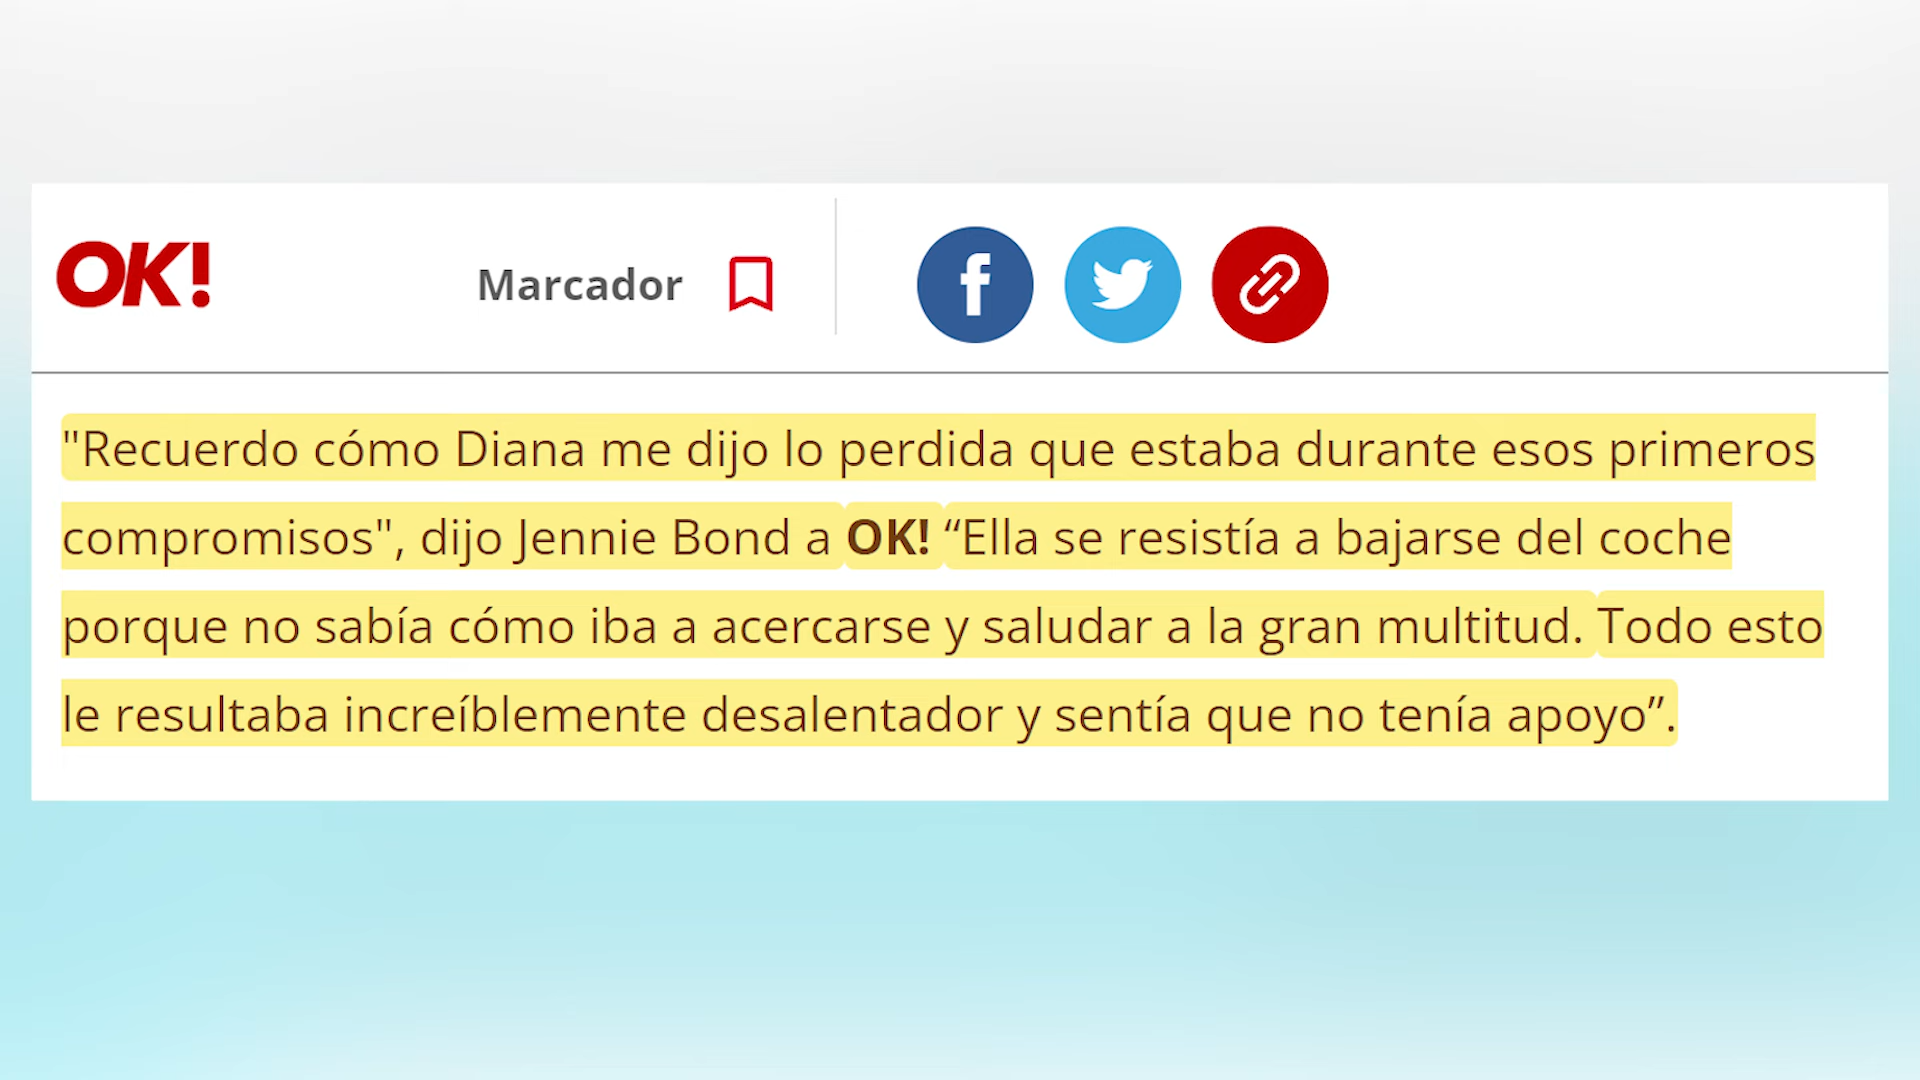 OK!
Marcador
"Recuerdo cómo Diana me dijo lo perdida que estaba durante esos primeros
compromisos", dijo Jennie Bond a OK! “Ella se resistía a bajarse del coche
porque no sabía cómo iba a acercarse y saludar a la gran multitud. Todo esto
le resultaba increíblemente desalentador y sentía que no tenía apoyo”.